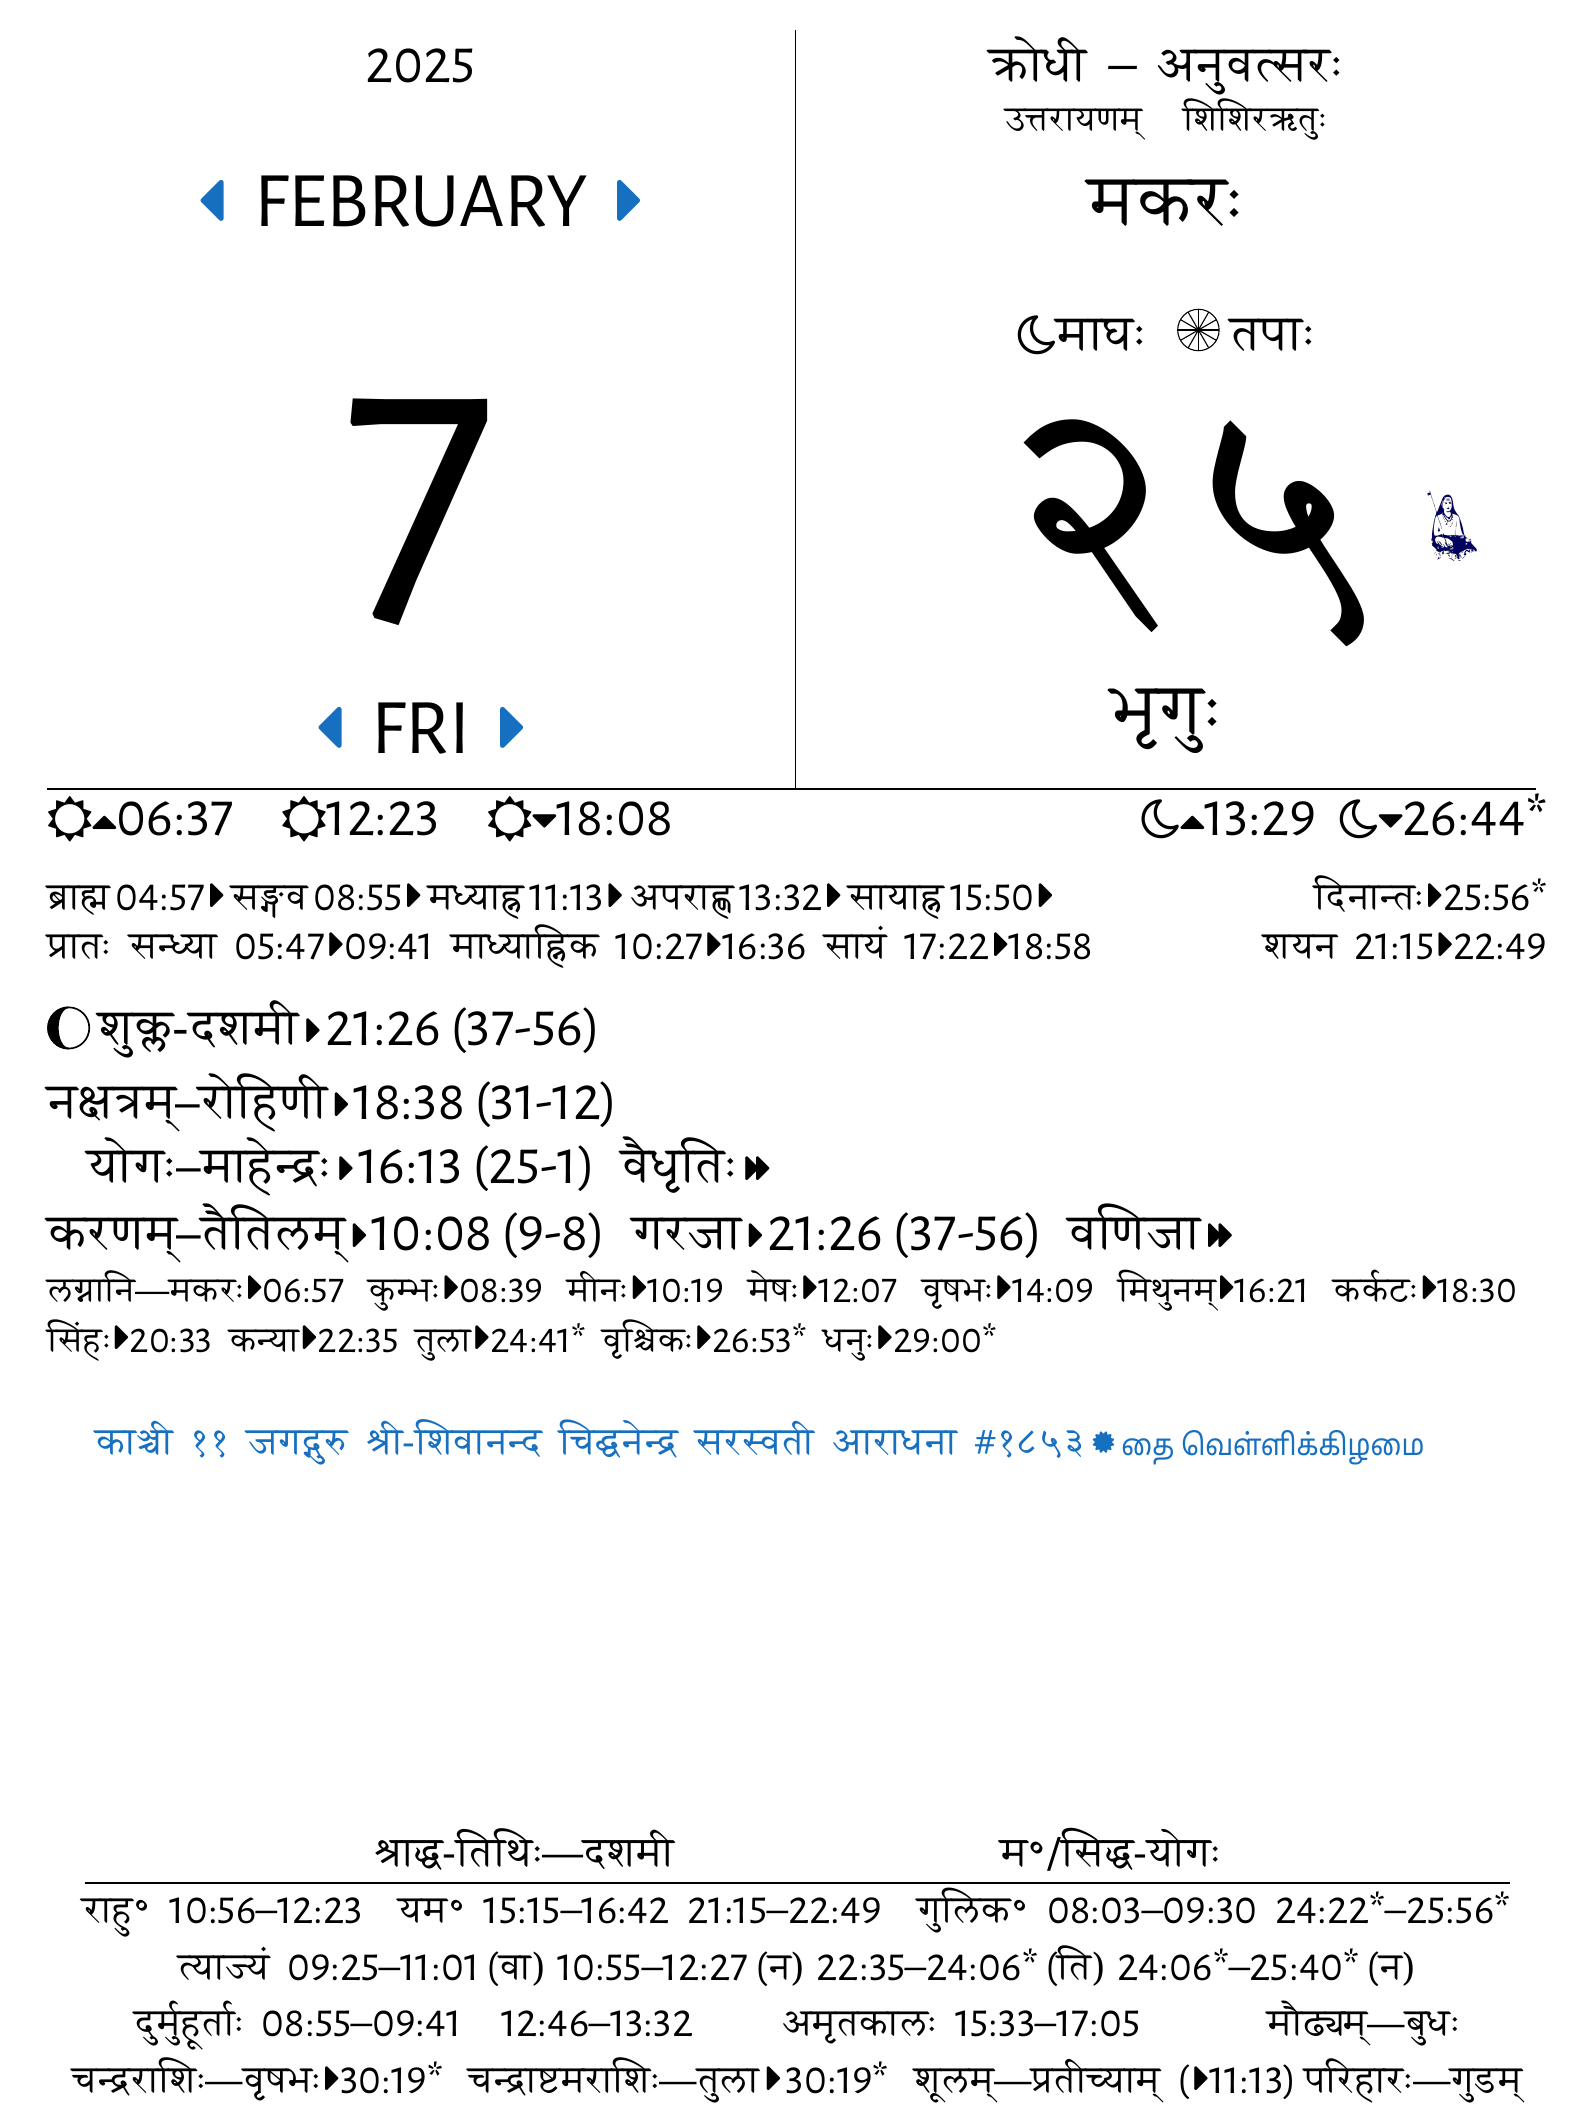 2025
FEBRUARY
7
FRI
क्रोधी – अनुवत्सरः
उत्तरायणम् शिशिरऋतुः
मकरः
माघः तपाः
२५
भृगुः
06:37 12:23 18:08 13:29 26:44*
ब्राह्म 04:57 सङ्गव 08:55 मध्याह्न 11:13 अपराह्ण 13:32 सायाह्न 15:50 दिनान्तः 25:56*
प्रातः सन्ध्या 05:47 09:41 माध्याह्निक 10:27 16:36 सायं 17:22 18:58 शयन 21:15 22:49
शुक्ल-दशमी 21:26 (37-56)
नक्षत्रम्–रोहिणी 18:38 (31-12)
योगः–माहेन्द्रः 16:13 (25-1) वैधृतिः
करणम्–तैतिलम् 10:08 (9-8) गरजा 21:26 (37-56) वणिजा
लग्नानि—मकरः 06:57 कुम्भः 08:39 मीनः 10:19 मेषः 12:07 वृषभः 14:09 मिथुनम् 16:21 कर्कटः 18:30
सिंहः 20:33 कन्या 22:35 तुला 24:41* वृश्चिकः 26:53* धनुः 29:00*
काञ्ची ११ जगद्गुरु श्री-शिवानन्द चिद्घनेन्द्र सरस्वती आराधना #१८५३ தை வெள்ளிக்கிழமை
श्राद्ध-तिथिः—दशमी म॰/सिद्ध-योगः
राहु॰ 10:56–12:23 यम॰ 15:15–16:42 21:15–22:49 गुलिक॰ 08:03–09:30 24:22*–25:56*
त्याज्यं 09:25–11:01 (वा) 10:55–12:27 (न) 22:35–24:06* (ति) 24:06*–25:40* (न)
दुर्मुहूर्ताः 08:55–09:41 12:46–13:32 अमृतकालः 15:33–17:05 मौढ्यम्—बुधः
चन्द्रराशिः—वृषभः 30:19* चन्द्राष्टमराशिः—तुला 30:19* शूलम्—प्रतीच्याम् (11:13) परिहारः—गुडम्